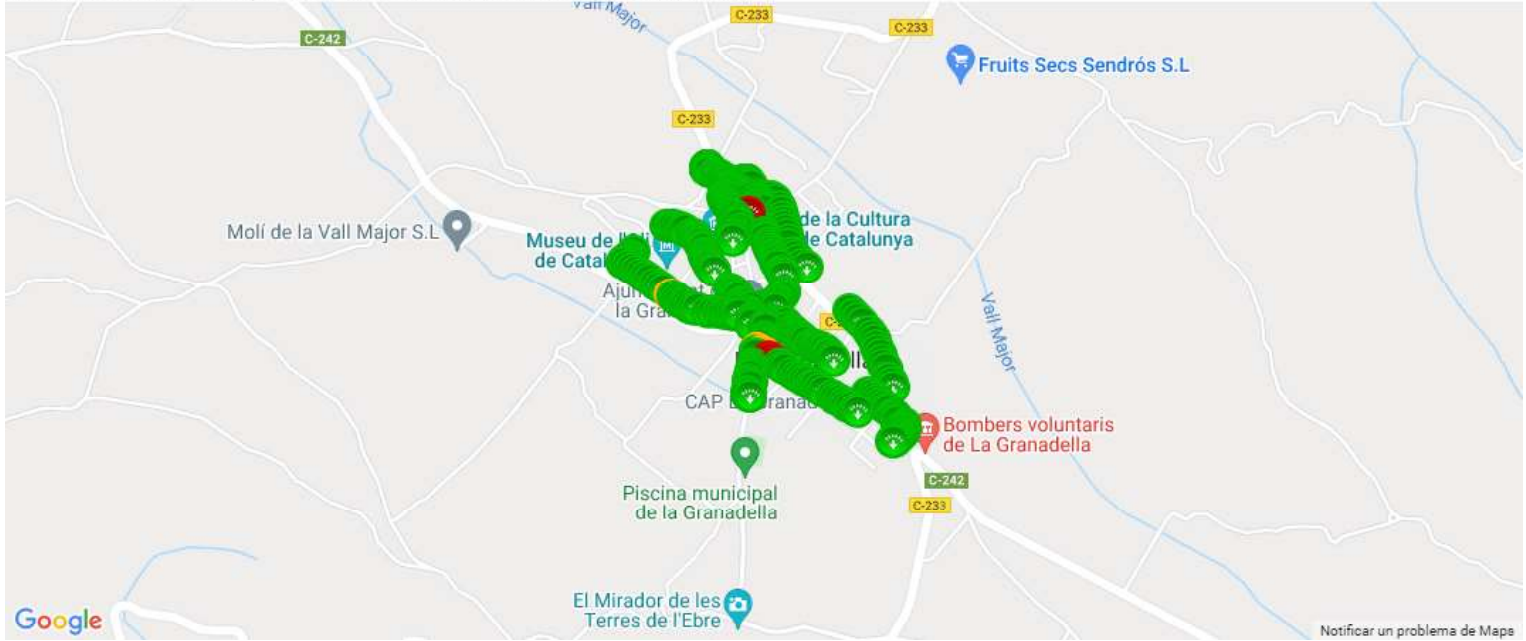 Vall Major
C-233
C-242
C-233
Fruits Secs Sendrós S.L
C-233
Molí de la Vall Major S.L
de la Cultura
de Catalunya
Museu de l'
de Catal
la Gra
Vall Major
CAP
Bombers voluntaris
de La Granadella
C-242
Piscina municipal
de la Granadella
C-233
El Mirador de les
Terres de l'Ebre
Google
Notificar un problema de Maps